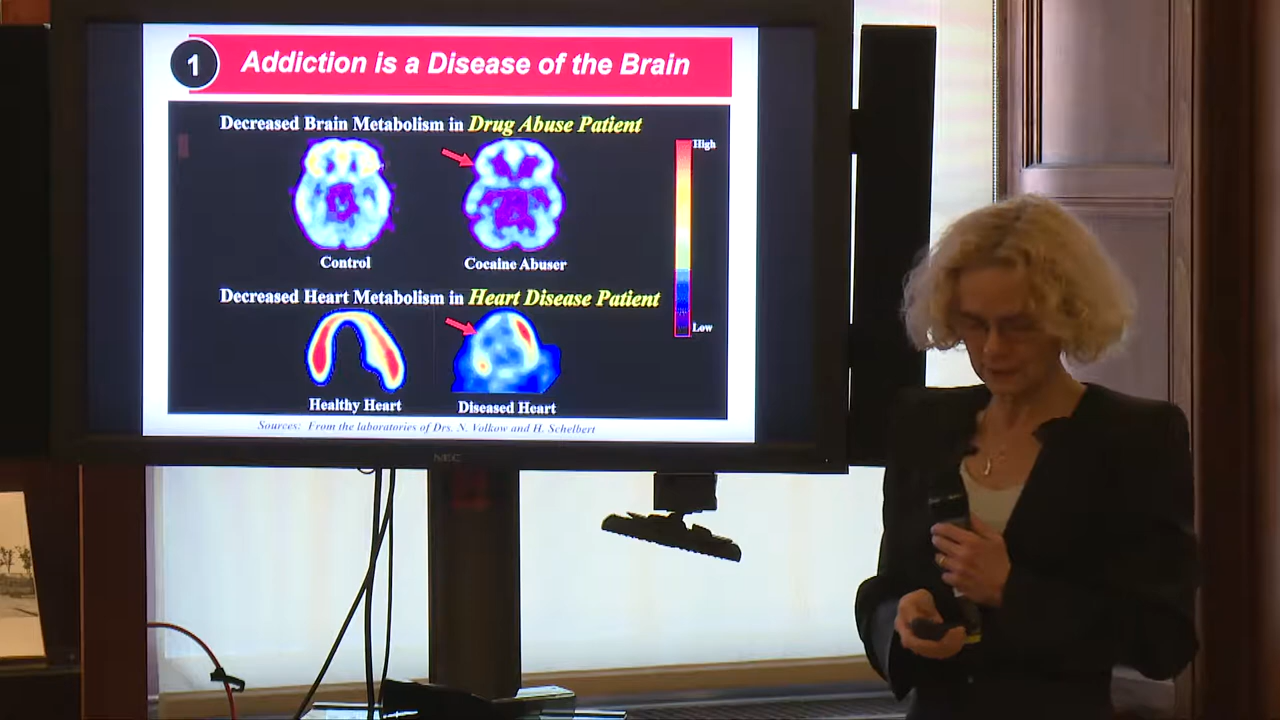 1
Addiction is a Disease of the Brain
Decreased Brain Metabolism in Drug Abuse Patient
High
Control
Cocaine Abuser
Decreased Heart Metabolism in Heart Disease Patient
Low
Healthy Heart
Diseased Heart
Sources: From the laboratories of Drs. N. Volkow and H. Schelbert
NEC